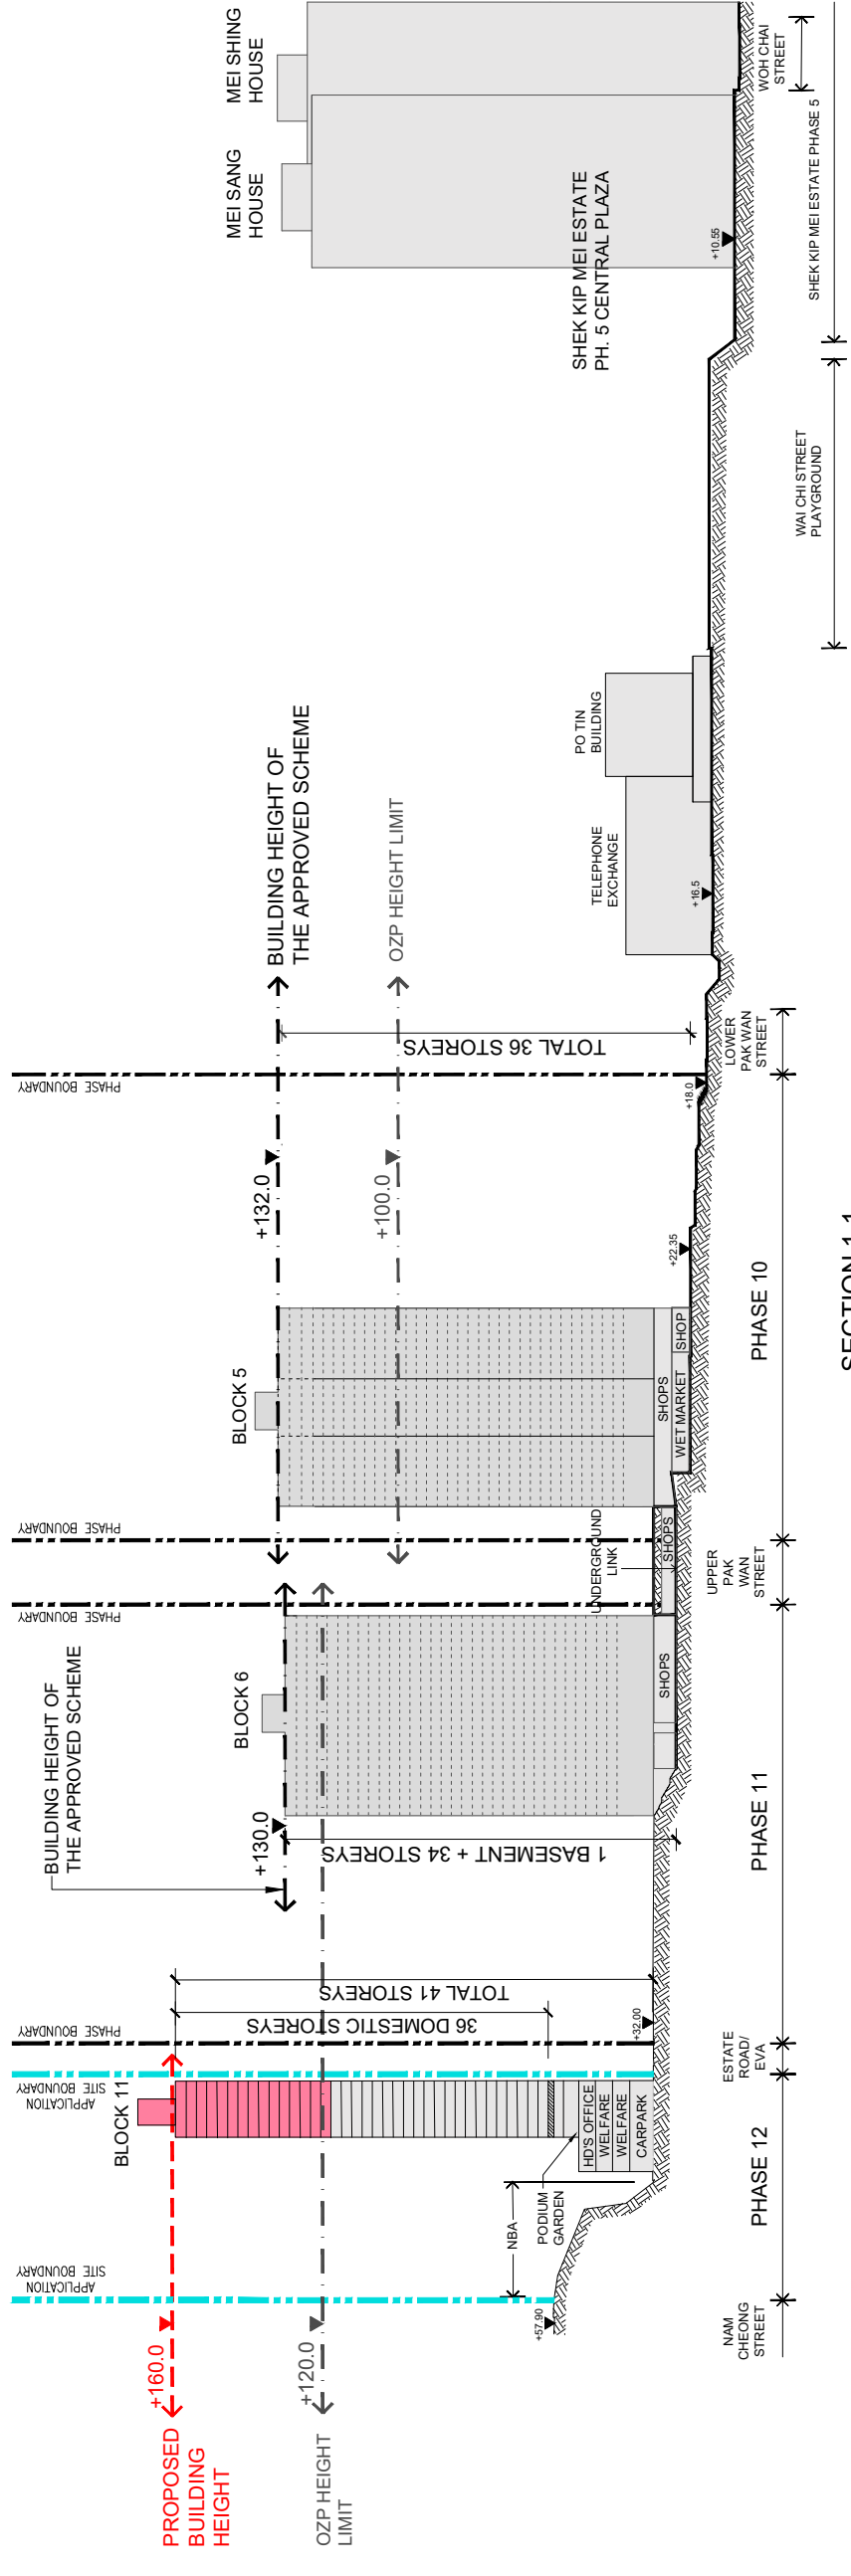 MEI SHING
HOUSE
MEI SANG
HOUSE
SHEK KIP MEI ESTATE
PH. 5 CENTRAL PLAZA
WOH CHAI
STREET
+10.55
SHEK KIP MEI ESTATE PHASE 5
WAI CHI STREET
PLAYGROUND
PO TIN
BUILDING
TELEPHONE
EXCHANGE
+16.5
BUILDING HEIGHT OF
THE APPROVED SCHEME
OZP HEIGHT LIMIT
TOTAL 36 STOREYS
LOWER
PAK WAN
STREET
PHASE BOUNDARY
+18.0
+132.0
+100.0
+22.35
PHASE 10
SECTION 1-1
BLOCK 5
SHOPS
WET MARKET
SHOP
PHASE BOUNDARY
UNDERGROUND
LINK
SHOPS
UPPER
PAK
WAN
STREET
PHASE BOUNDARY
BUILDING HEIGHT OF
THE APPROVED SCHEME
BLOCK 6
SHOPS
+130.0
1 BASEMENT + 34 STOREYS
PHASE 11
TOTAL 41 STOREYS
36 DOMESTIC STOREYS
PHASE BOUNDARY
+32.00
ESTATE
ROAD/
EVA
APPLICATION
SITE BOUNDARY
BLOCK 11
HD'S OFFICE
WELFARE
WELFARE
CARPARK
PODIUM
GARDEN
NBA
PHASE 12
APPLICATION
SITE BOUNDARY
+57.90
NAM
CHEONG
STREET
+160.0
+120.0
PROPOSED
BUILDING
HEIGHT
OZP HEIGHT
LIMIT